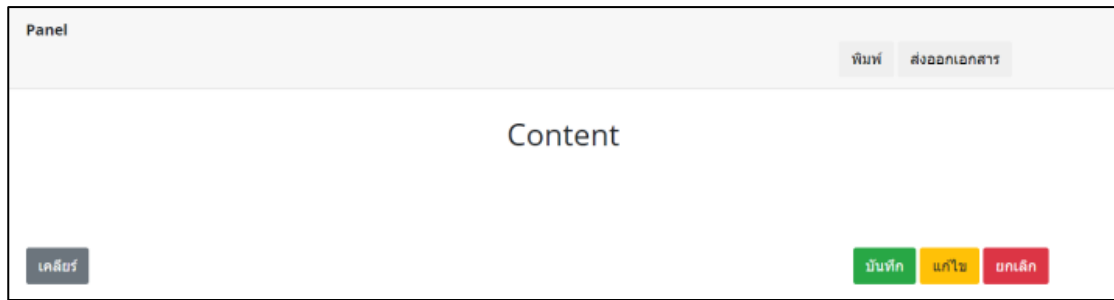 Panel
พิมพ์ ส่งออกเอกสาร
Content
เคลียร์ บันทึก แก้ไข ยกเลิก